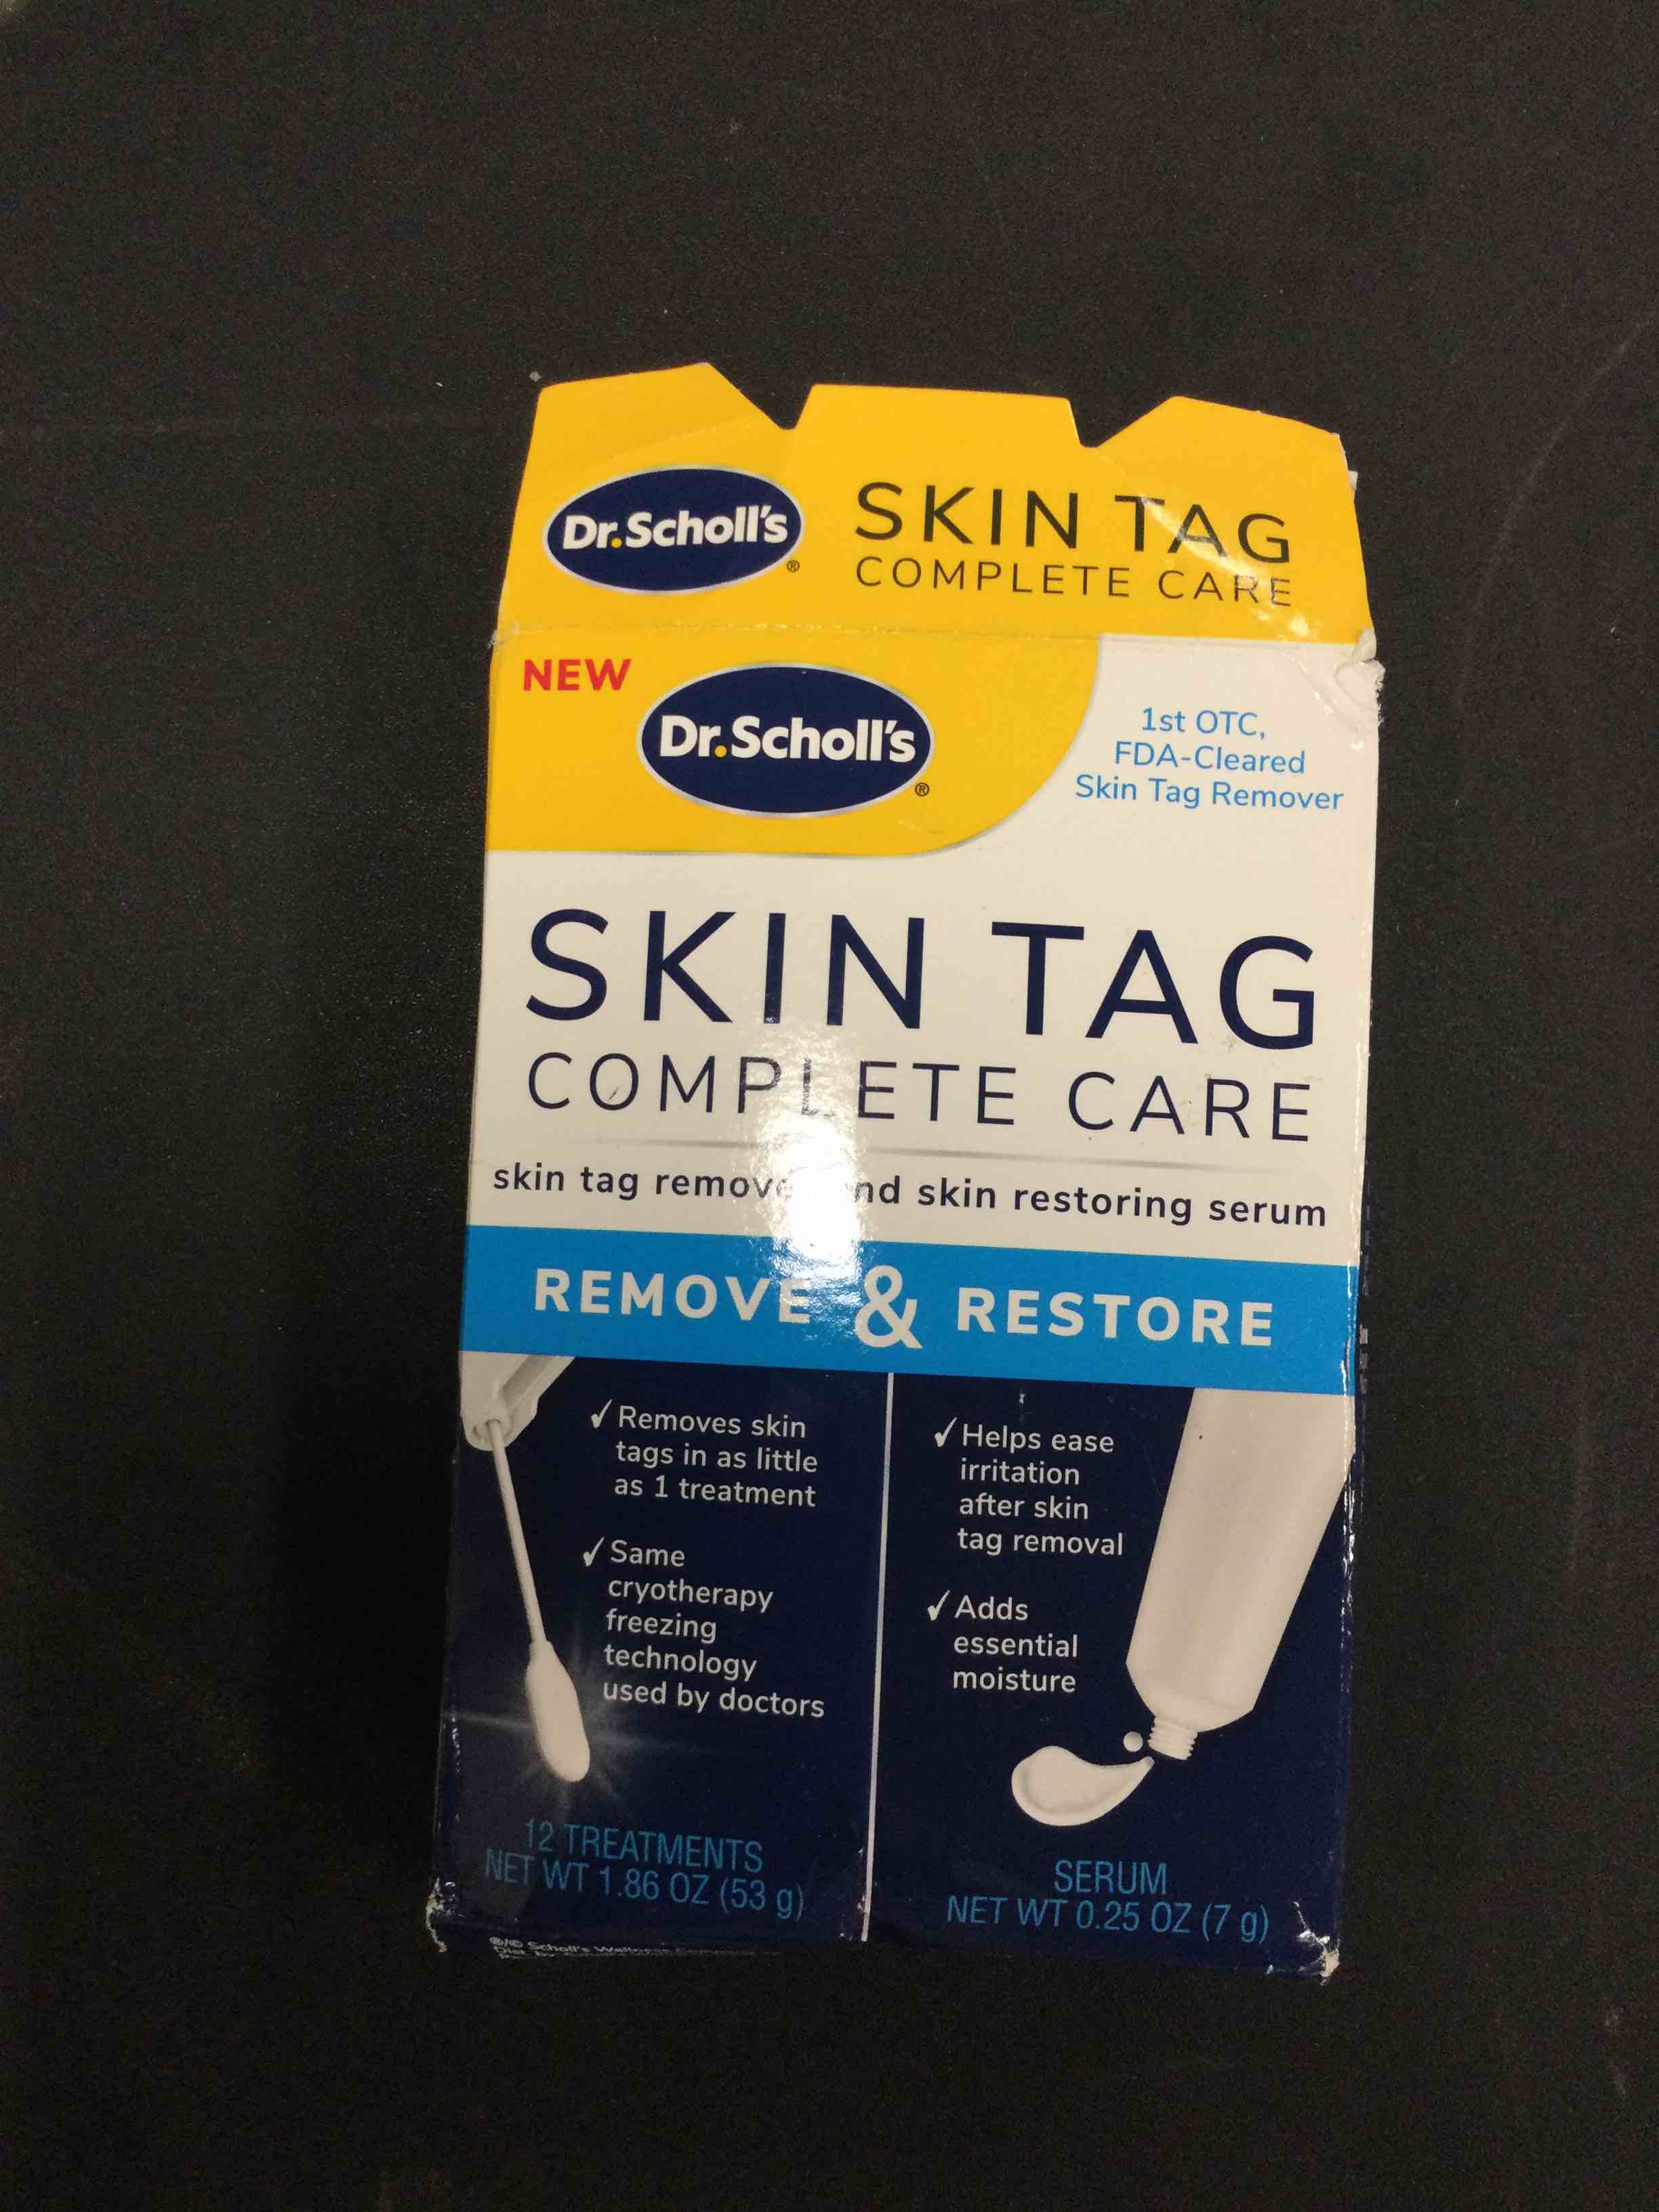 Dr.Scholl's®
SKIN TAG
COMPLETE CARE
NEW
Dr.Scholl's®
1st OTC,
FDA-Cleared
Skin Tag Remover
SKIN TAG
COMPLETE CARE
skin tag skin restoring serum
REMOVE & RESTORE
✓ Removes skin
tags in as little
as 1 treatment
✓ Same
cryotherapy
freezing
technology
used by doctors
12 TREATMENTS
NET WT 1.86 OZ (53 g)
✓ Helps ease
irritation
after skin
tag removal
✓ Adds
essential
moisture
SERUM
NET WT 0.25 OZ (7 g)
®/© Scholl's Wellness